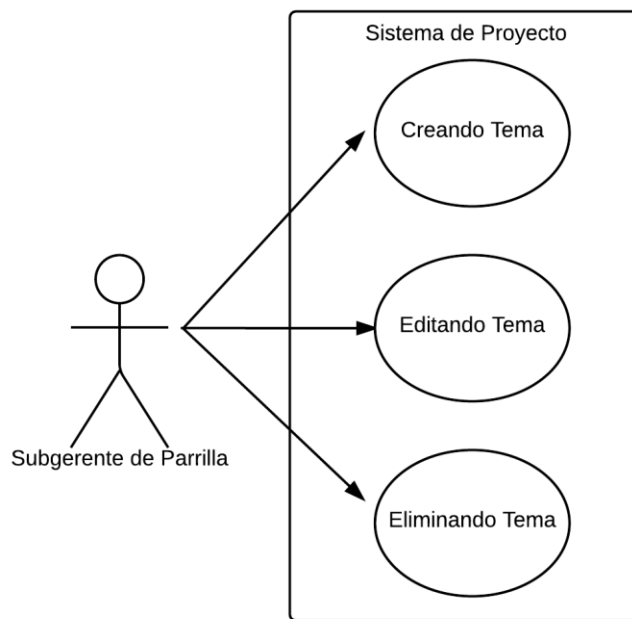 Sistema de Proyecto
Creando Tema
Editando Tema
Subgerente de Parrilla
Eliminando Tema